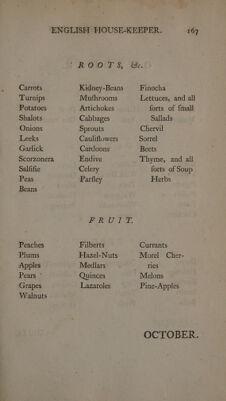 ENGLISH HOUSE-KEEPER. 167
ROOTS, &c.
Carrots
Turnips
Potatoes
Shalots
Onions
Leeks
Garlick
Scorzonera
Salſifie
Peas
Beans
Kidney-Beans
Muſhrooms
Artichokes
Cabbages
Sprouts
Cauliflowers
Cardoons
Endive
Celery
Parſley
Finocha
Lettuces, and all
ſorts of ſmall
Sallads
Chervil
Sorrel
Beets
Thyme, and all
ſorts of Soup
Herbs
FRUIT.
Peaches
Plums
Apples
Pears
Grapes
Walnuts
Filberts
Hazel-Nuts
Medlars
Quinces
Lazaroles
Currants
Morel Cher-
ries
Melons
Pine-Apples
OCTOBER.